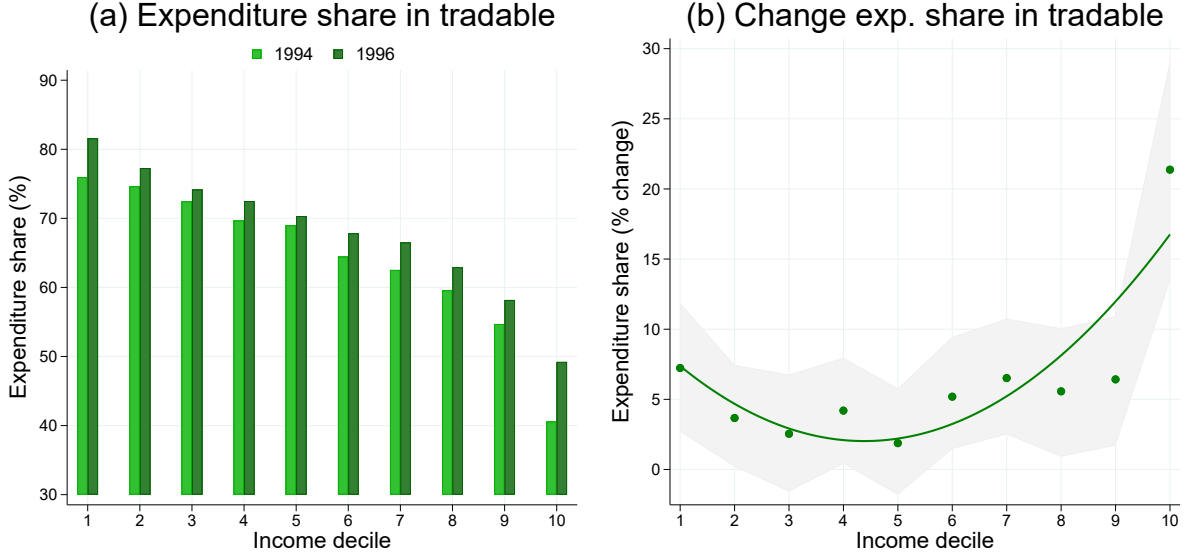 (a) Expenditure share in tradable
1994 1996
Expenditure share (%)
90
80
70
60
50
40
30
1 2 3 4 5 6 7 8 9 10
Income decile
(b) Change exp. share in tradable
Expenditure share (% change)
30
25
20
15
10
5
0
1 2 3 4 5 6 7 8 9 10
Income decile